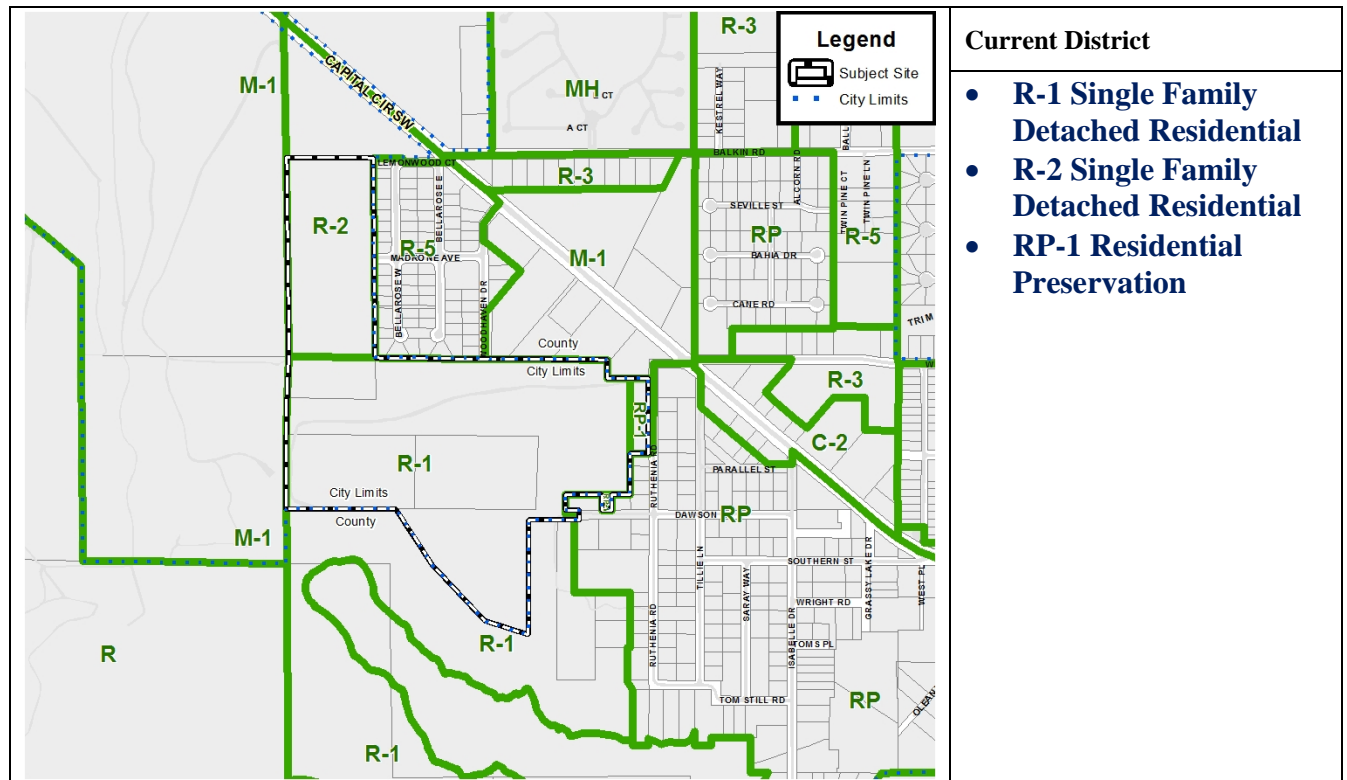 R-3
Legend
Subject Site
City Limits
M-1
CAPITAL CIR SW
MH
CT
A CT
KESTREL WAY
BALKIN RD
ALCORN RD
LEMONWOOD CT
R-3
R-2
R-5
BELLAROSE E
MADRONE AVE
BELLAROSE W
WOODHAVEN DR
M-1
SEVILLE ST
RP
BAHIA DR
CANE RD
TWIN PINE CT
TWIN PINE LN
R-5
TRIM
County
City Limits
R-3
RP-1
C-2
R-1
RUTHENIA RD
PARALLEL ST
City Limits
County
DAWSON
RP
M-1
TILLIE LN
SOUTHERN ST
SARAY WAY
WRIGHT RD
GRASSY LAKE DR
WEST PL
ISABELLE DR
TOMS PL
RUTHENIA RD
R-1
R
TOM STILL RD
RP
R-1
Current District
• R-1 Single Family
Detached Residential
• R-2 Single Family
Detached Residential
• RP-1 Residential
Preservation